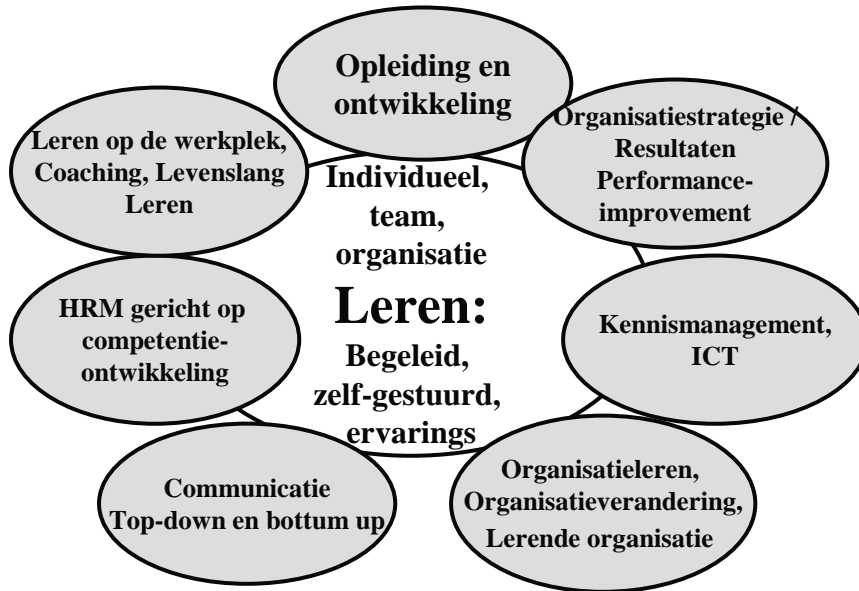 Opleiding en
ontwikkeling
Organisatiestrategie /
Resultaten
Performance-
improvement
Kennismanagement,
ICT
Organisatieleren,
Organisatieverandering,
Lerende organisatie
Communicatie
Top-down en bottum up
HRM gericht op
competentie-
ontwikkeling
Leren op de werkplek,
Coaching, Levenslang
Leren
Individueel,
team,
organisatie
Leren:
Begeleid,
zelf-gestuurd,
ervarings